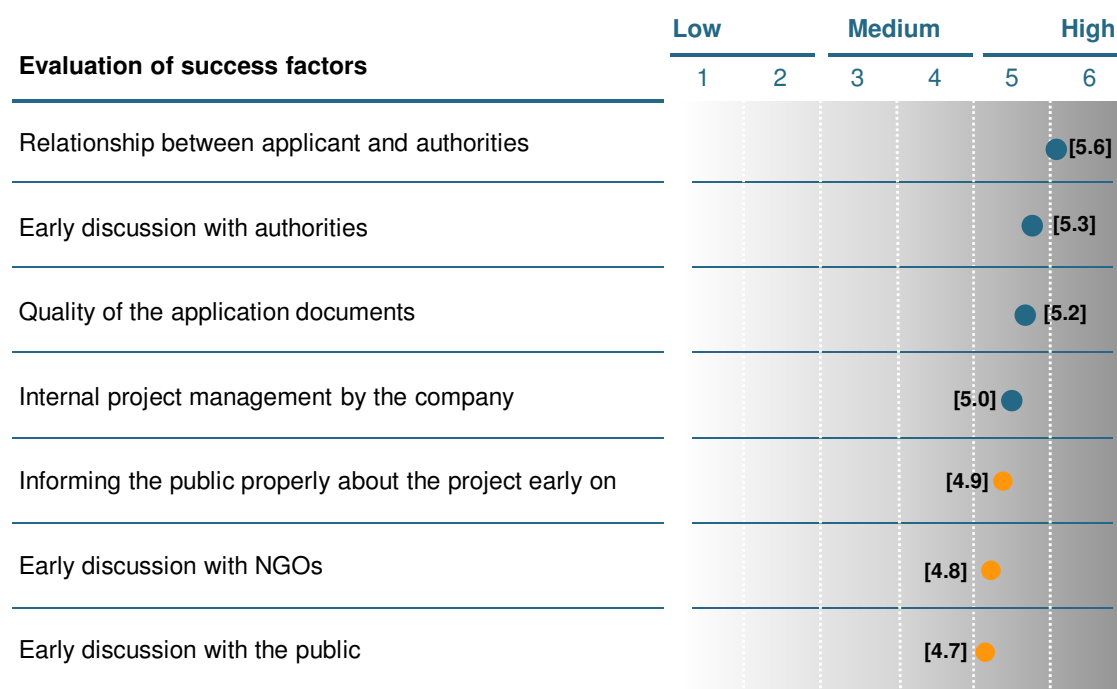 Low Medium High
Evaluation of success factors
1 2 3 4 5 6
Relationship between applicant and authorities [5.6]
Early discussion with authorities [5.3]
Quality of the application documents [5.2]
Internal project management by the company [5.0]
Informing the public properly about the project early on [4.9]
Early discussion with NGOs [4.8]
Early discussion with the public [4.7]